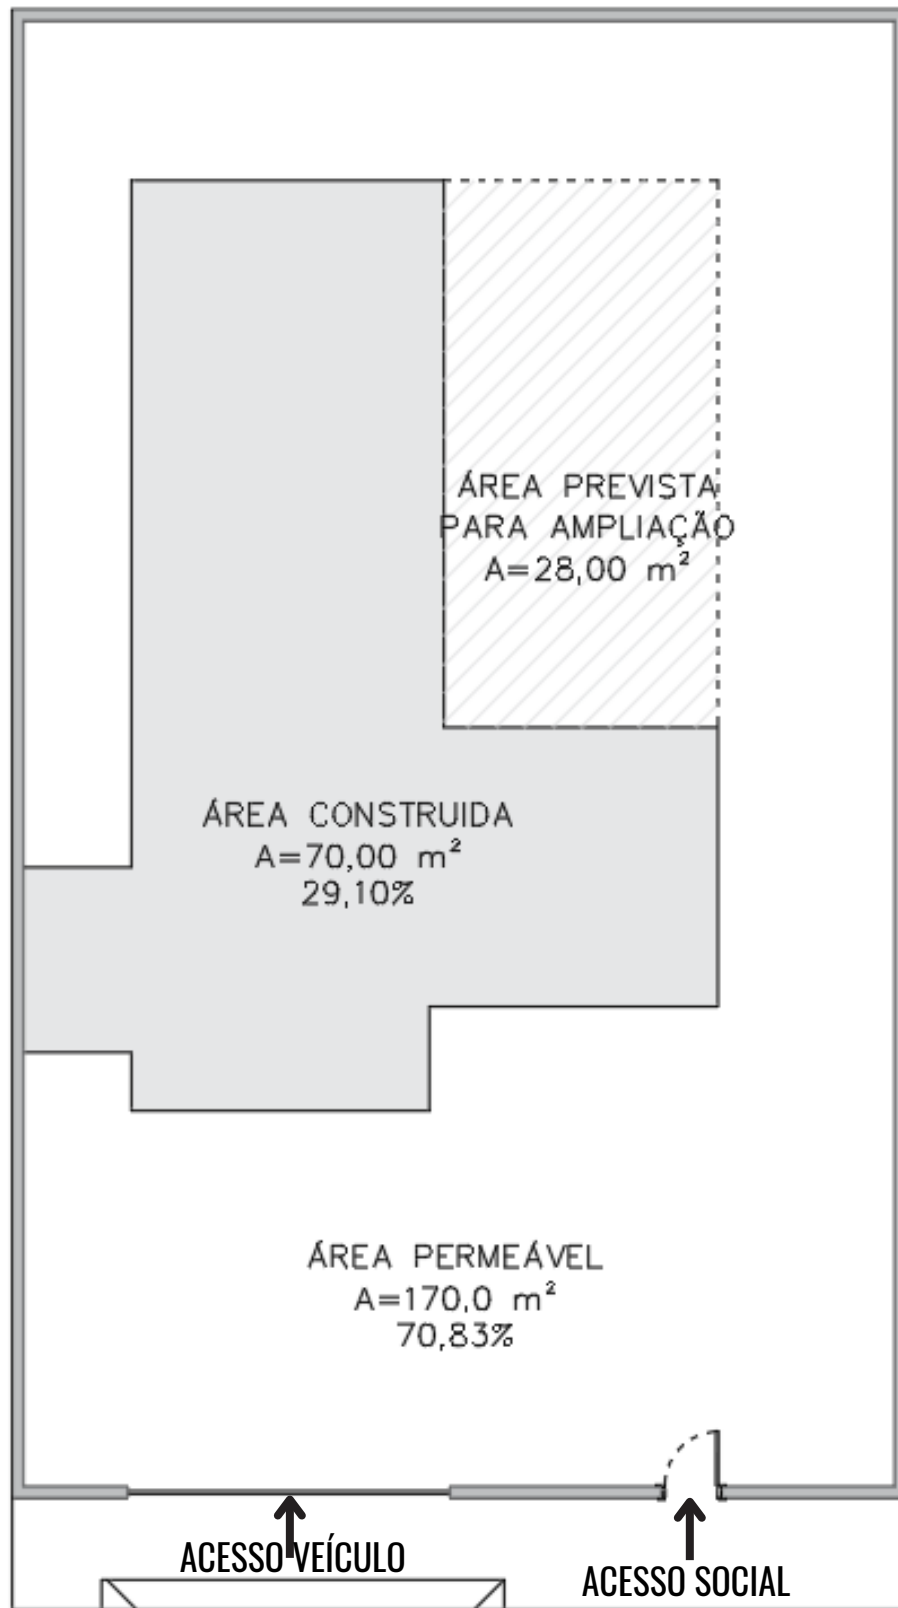 ÁREA PREVISTA
PARA AMPLIAÇÃO
A=28,00 m²
ÁREA CONSTRUIDA
A=70,00 m²
29,10%
ÁREA PERMEÁVEL
A=170,0 m²
70,83%
ACESSO VEÍCULO
ACESSO SOCIAL